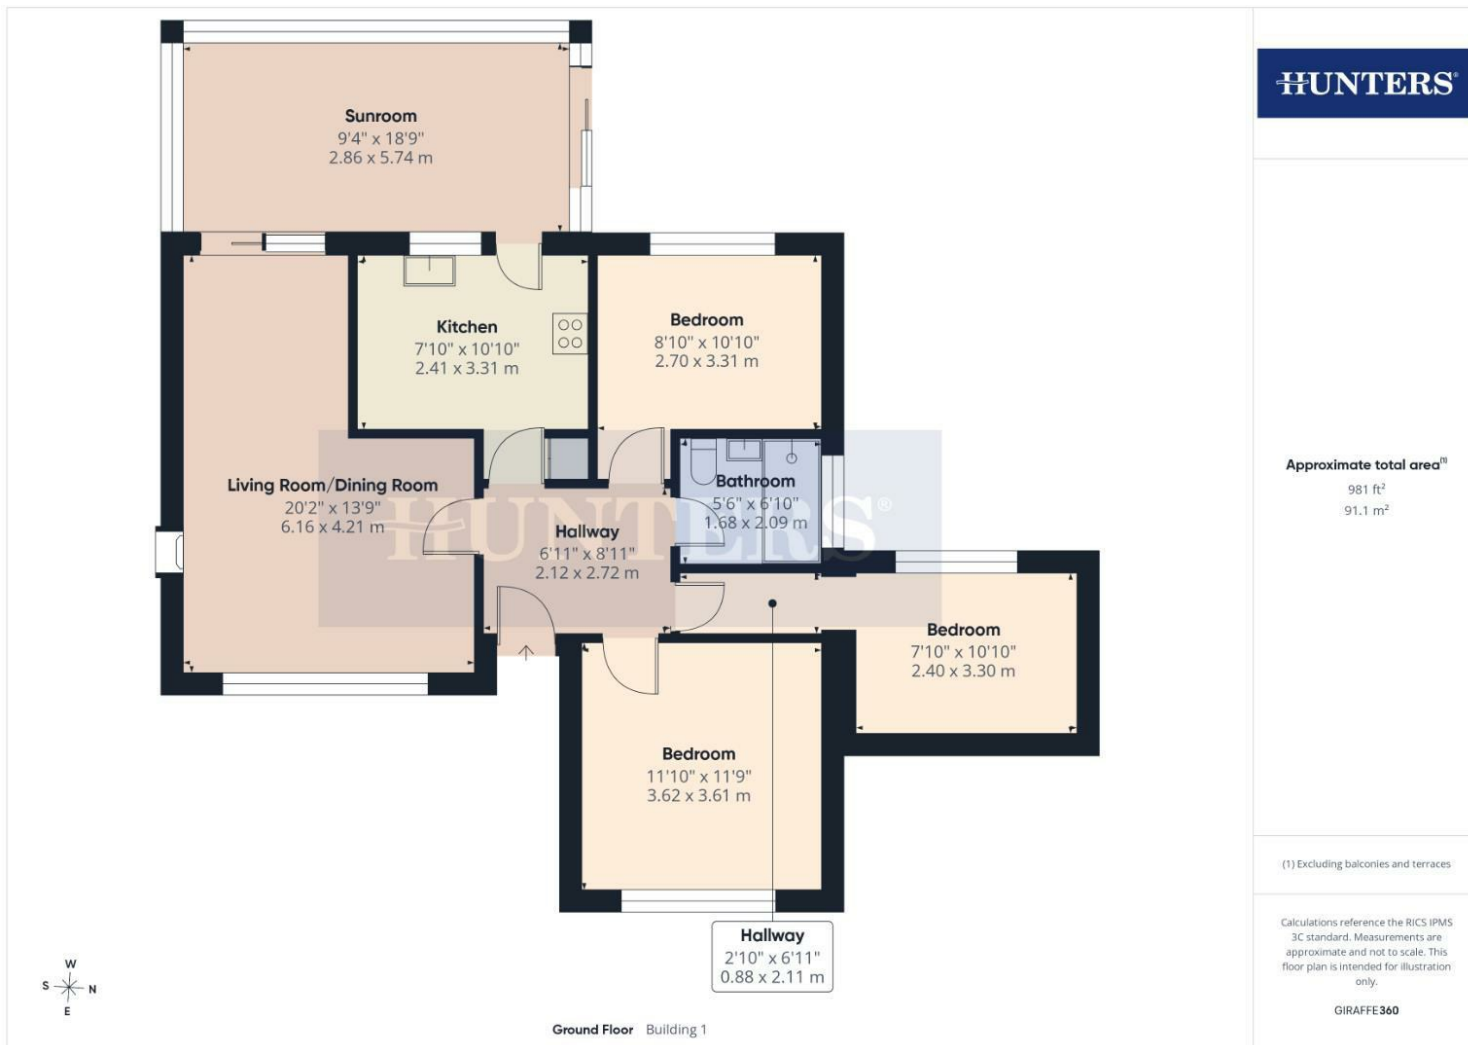 Sunroom
9'4" x 18'9"
2.86 x 5.74 m
Kitchen
7'10" x 10'10"
2.41 x 3.31 m
Bedroom
8'10" x 10'10"
2.70 x 3.31 m
Living Room/Dining Room
20'2" x 13'9"
6.16 x 4.21 m
Bathroom
5'6" x 6'10"
1.68 x 2.09 m
Hallway
6'11" x 8'11"
2.12 x 2.72 m
HUNTERS®
Bedroom
7'10" x 10'10"
2.40 x 3.30 m
Bedroom
11'10" x 11'9"
3.62 x 3.61 m
Hallway
2'10" x 6'11"
0.88 x 2.11 m
W
S N
E
Ground Floor Building 1
HUNTERS®
Approximate total area⁽¹⁾
981 ft²
91.1 m²
(1) Excluding balconies and terraces
Calculations reference the RICS IPMS
3C standard. Measurements are
approximate and not to scale. This
floor plan is intended for illustration
only.
GIRAFFE360